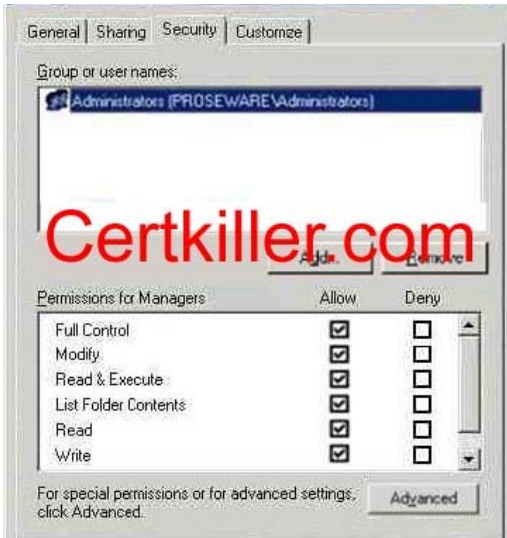 General Sharing Security Customize
Group or user names:
Administrators (PROSEWARE\Administrators)
Certkiller.com
Add... Remove
Permissions for Managers Allow Deny
Full Control
Modify
Read & Execute
List Folder Contents
Read
Write
For special permissions or for advanced settings, click Advanced.
Advanced